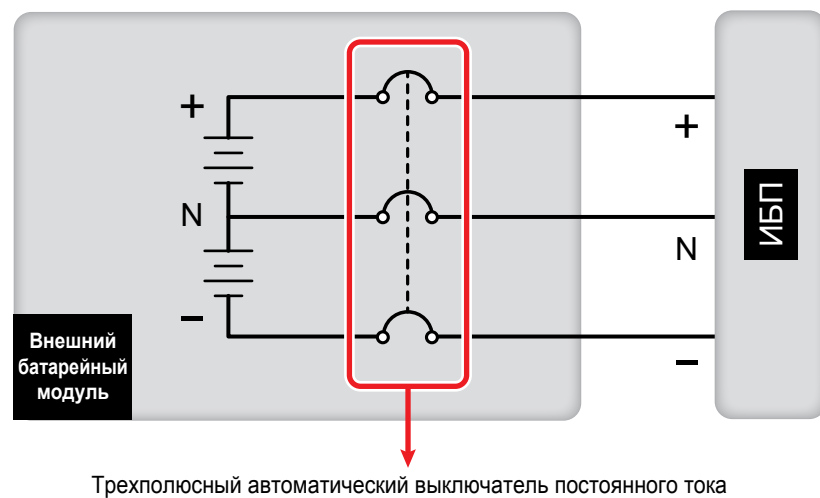 +
+
N
N
−
−
ИБП
Внешний
батарейный
модуль
Трехполюсный автоматический выключатель постоянного тока